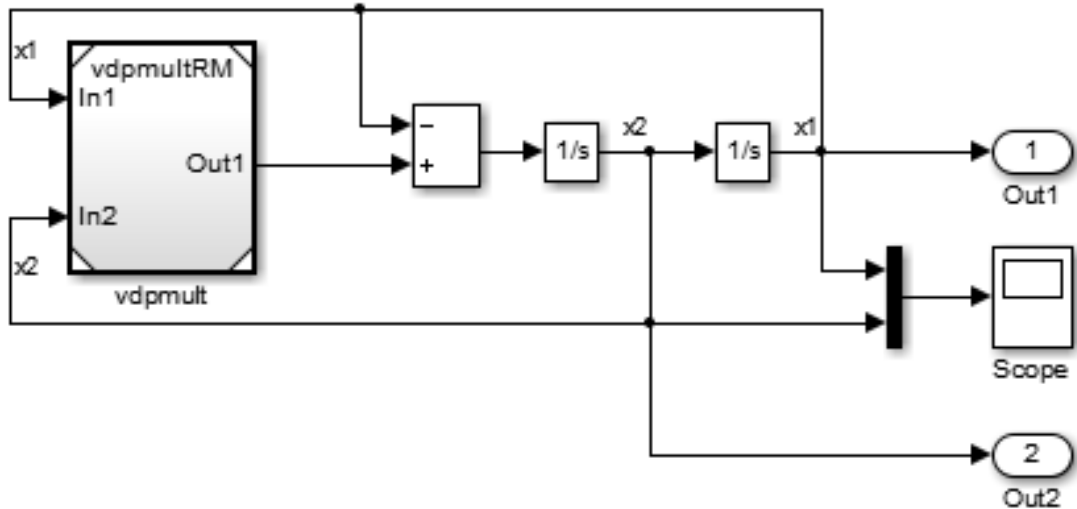 x1
vdpmultRM
In1
Out1
In2
x2
vdpmult
−
+
1/s
x2
1/s
x1
1
Out1
Scope
2
Out2